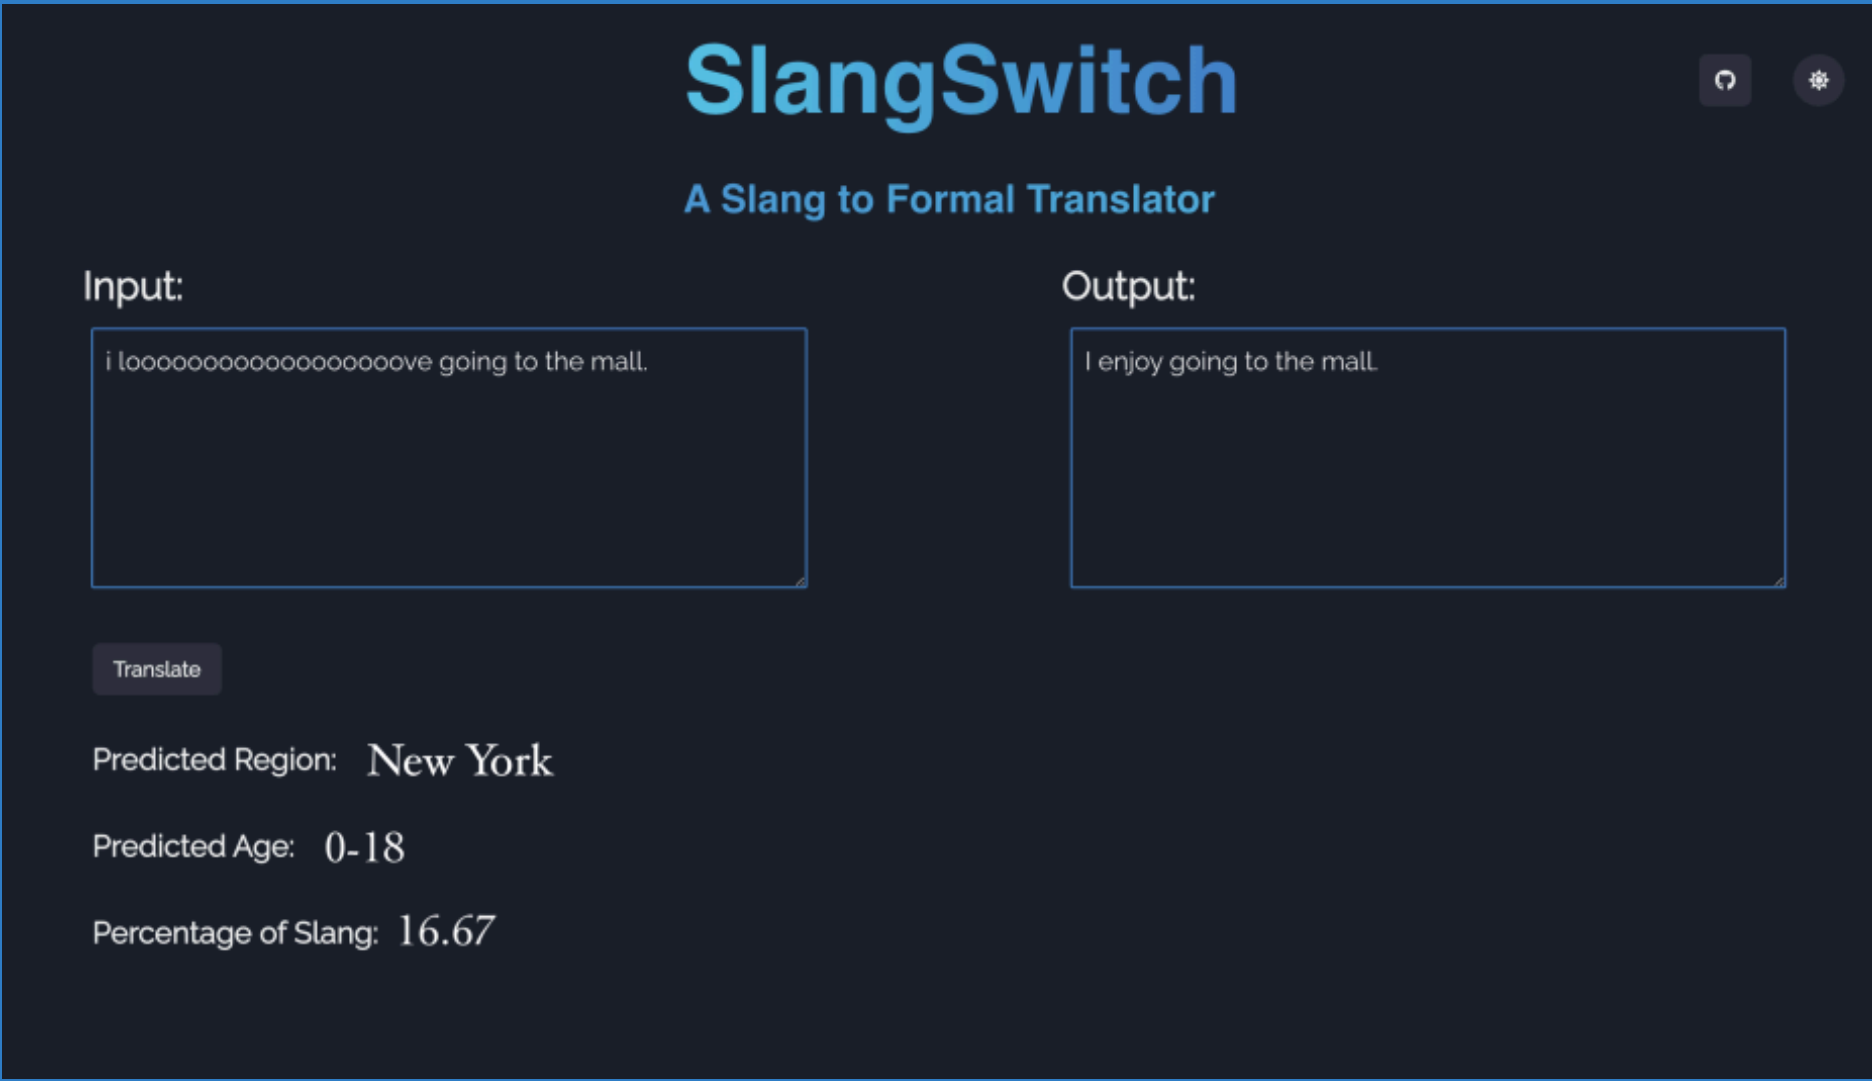 SlangSwitch
A Slang to Formal Translator
Input:
Output:
i loooooooooooooooooove going to the mall.
I enjoy going to the mall.
Translate
Predicted Region: New York
Predicted Age: 0-18
Percentage of Slang: 16.67